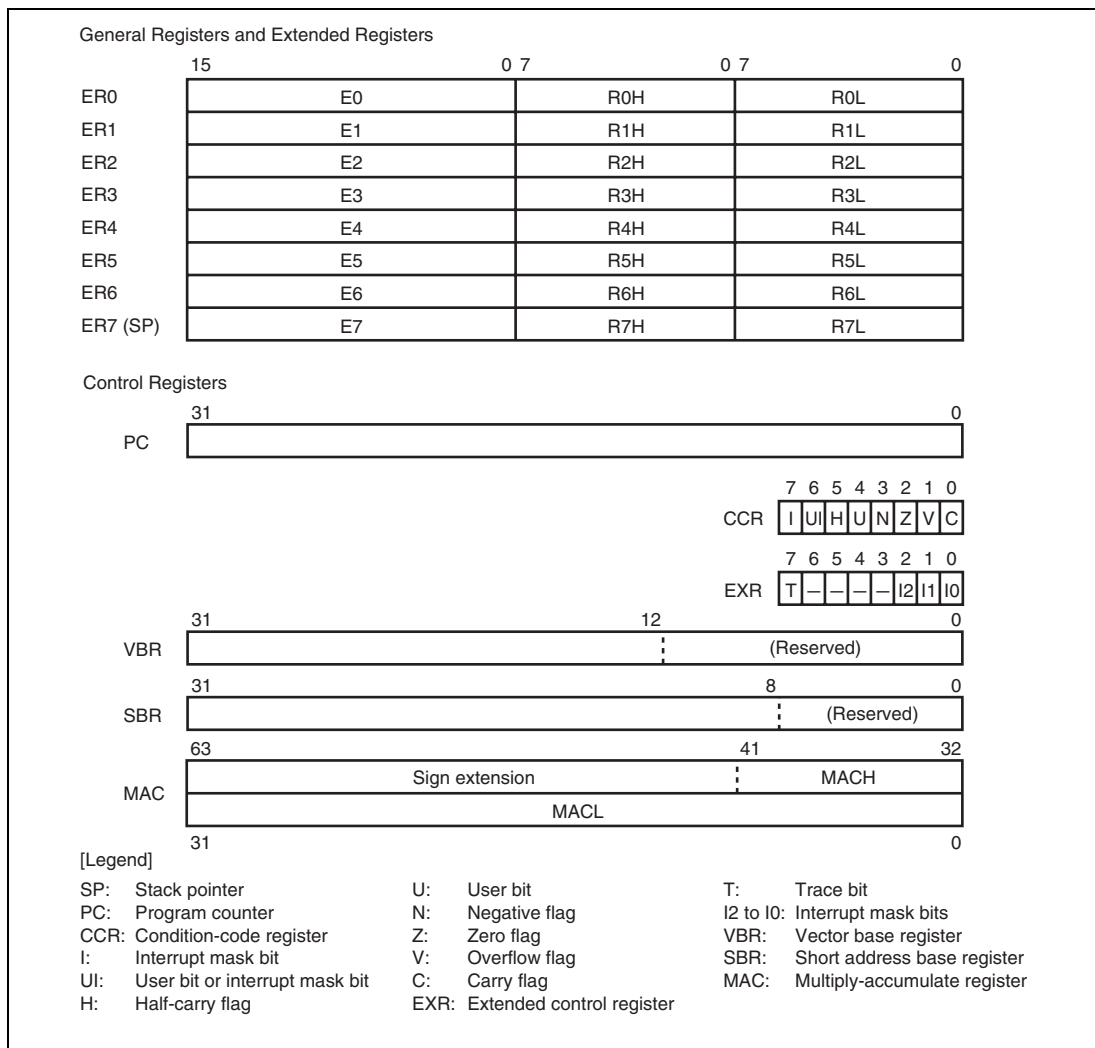 General Registers and Extended Registers
15 0 7 0 7 0
ER0 E0 R0H R0L
ER1 E1 R1H R1L
ER2 E2 R2H R2L
ER3 E3 R3H R3L
ER4 E4 R4H R4L
ER5 E5 R5H R5L
ER6 E6 R6H R6L
ER7 (SP) E7 R7H R7L
Control Registers
31 0
PC
7 6 5 4 3 2 1 0
CCR I UI H U N Z V C
7 6 5 4 3 2 1 0
EXR T — — — — I2 I1 I0
31 12 0
VBR (Reserved)
31 8 0
SBR (Reserved)
63 41 32
MAC Sign extension MACH
MACL
31 0
[Legend]
SP: Stack pointer U: User bit T: Trace bit
PC: Program counter N: Negative flag I2 to I0: Interrupt mask bits
CCR: Condition-code register Z: Zero flag VBR: Vector base register
I: Interrupt mask bit V: Overflow flag SBR: Short address base register
UI: User bit or interrupt mask bit C: Carry flag MAC: Multiply-accumulate register
H: Half-carry flag EXR: Extended control register